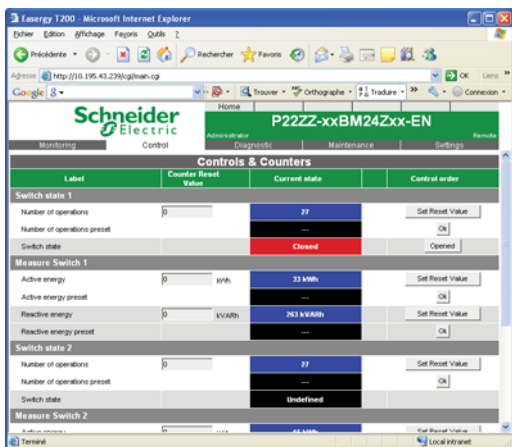 Easergy T200 - Microsoft Internet Explorer
Fichier Edition Affichage Favoris Outils ?
Précédente Rechercher Favoris
Adresse http://10.195.43.239/cgi/main.cgi OK Liens »
Google Trouver Orthographe Traduire » Connexion
Home
Schneider Electric
P22ZZ-xxBM24Zxx-EN
Administrator Remote
Monitoring Control Diagnostic Maintenance Settings
Controls & Counters
Label Counter Reset Value Current state Control order
Switch state 1
Number of operations 0 27 Set Reset Value
Number of operations preset --- Ok
Switch state Closed Opened
Measure Switch 1
Active energy 0 kWh 33 kWh Set Reset Value
Active energy preset --- Ok
Reactive energy 0 kVARh 263 kVARh Set Reset Value
Reactive energy preset --- Ok
Switch state 2
Number of operations 0 27 Set Reset Value
Number of operations preset --- Ok
Switch state Undefined
Measure Switch 2
Terminé Local intranet